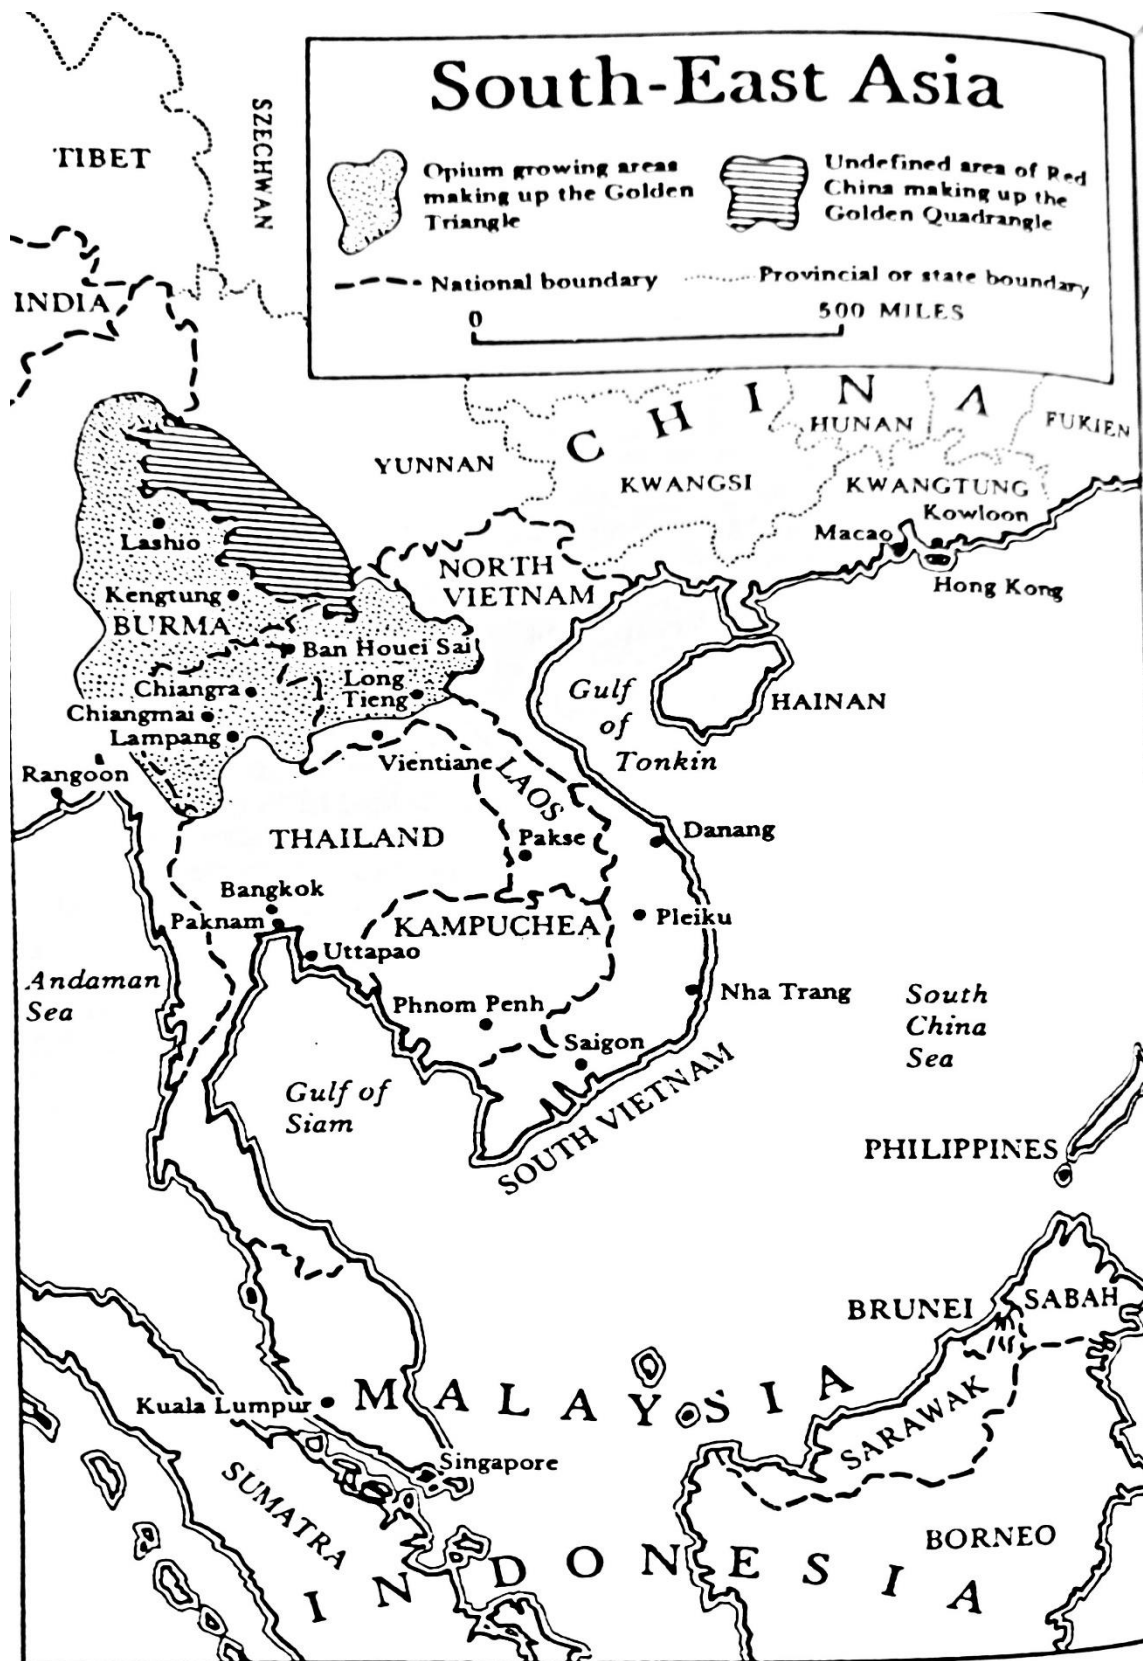 South-East Asia
Opium growing areas
making up the Golden
Triangle
Undefined area of Red
China making up the
Golden Quadrangle
National boundary
Provincial or state boundary
0
500 MILES
TIBET
SZECHWAN
INDIA
CHINA
HUNAN
FUKIEN
YUNNAN
KWANGSI
KWANGTUNG
Kowloon
Macao
Hong Kong
Lashio
NORTH
VIETNAM
Kengtung
BURMA
Ban Houei Sai
Long
Tieng
Chiangra
Chiangmai
Lampang
Gulf
of
Tonkin
HAINAN
Rangoon
Vientiane
LAOS
THAILAND
Pakse
Danang
Bangkok
Paknam
KAMPUCHEA
Pleiku
Uttapao
Andaman
Sea
Phnom Penh
Nha Trang
South
China
Sea
Saigon
Gulf of
Siam
SOUTH VIETNAM
PHILIPPINES
BRUNEI
SABAH
MALAYSIA
Kuala Lumpur
SARAWAK
Singapore
SUMATRA
BORNEO
INDONESIA